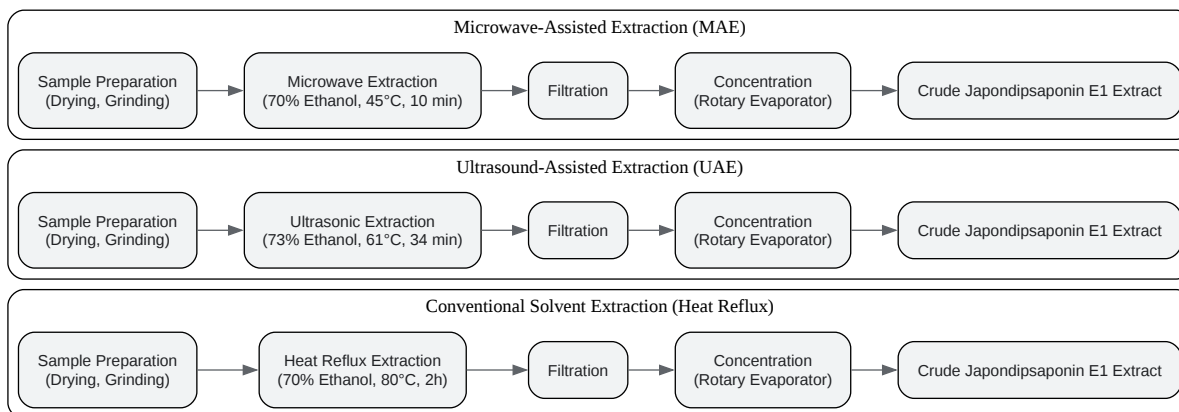 Microwave-Assisted Extraction (MAE)
Sample Preparation
(Drying, Grinding)
Microwave Extraction
(70% Ethanol, 45°C, 10 min)
Filtration
Concentration
(Rotary Evaporator)
Crude Japondipsaponin E1 Extract
Ultrasound-Assisted Extraction (UAE)
Sample Preparation
(Drying, Grinding)
Ultrasonic Extraction
(73% Ethanol, 61°C, 34 min)
Filtration
Concentration
(Rotary Evaporator)
Crude Japondipsaponin E1 Extract
Conventional Solvent Extraction (Heat Reflux)
Sample Preparation
(Drying, Grinding)
Heat Reflux Extraction
(70% Ethanol, 80°C, 2h)
Filtration
Concentration
(Rotary Evaporator)
Crude Japondipsaponin E1 Extract